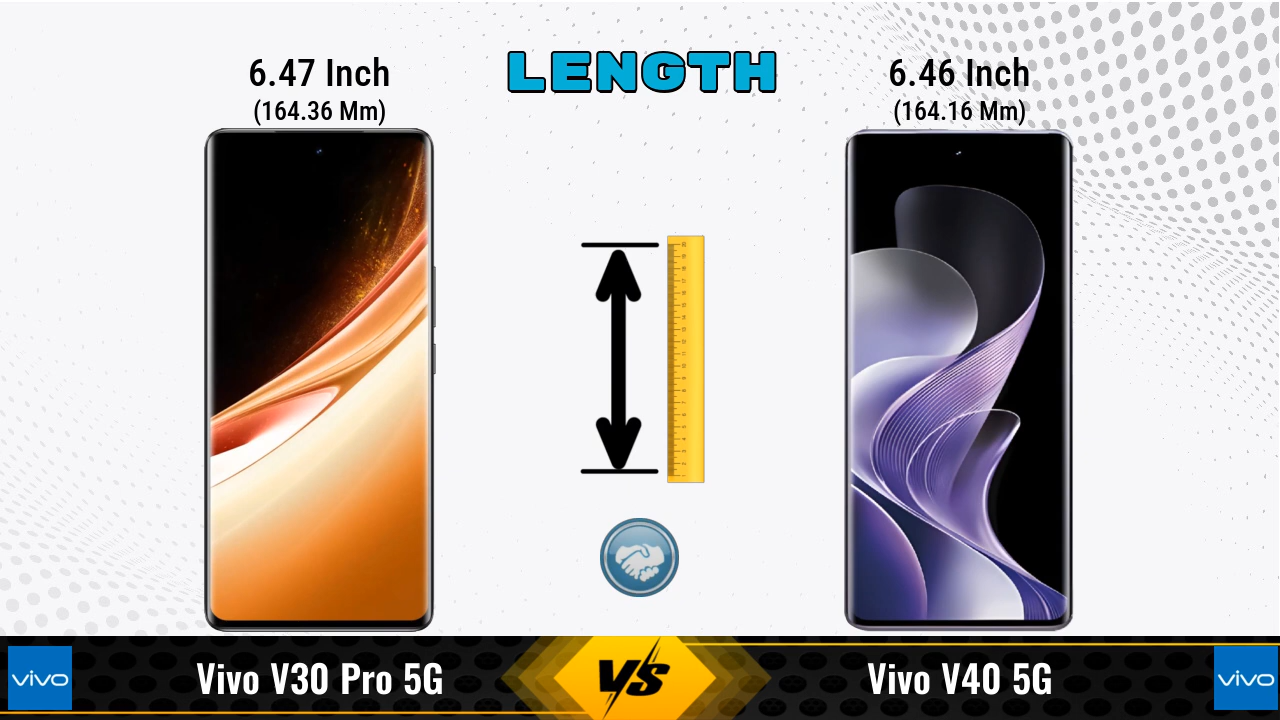 LENGTH
6.47 Inch
(164.36 Mm)
6.46 Inch
(164.16 Mm)
vivo
Vivo V30 Pro 5G
VS
Vivo V40 5G
vivo